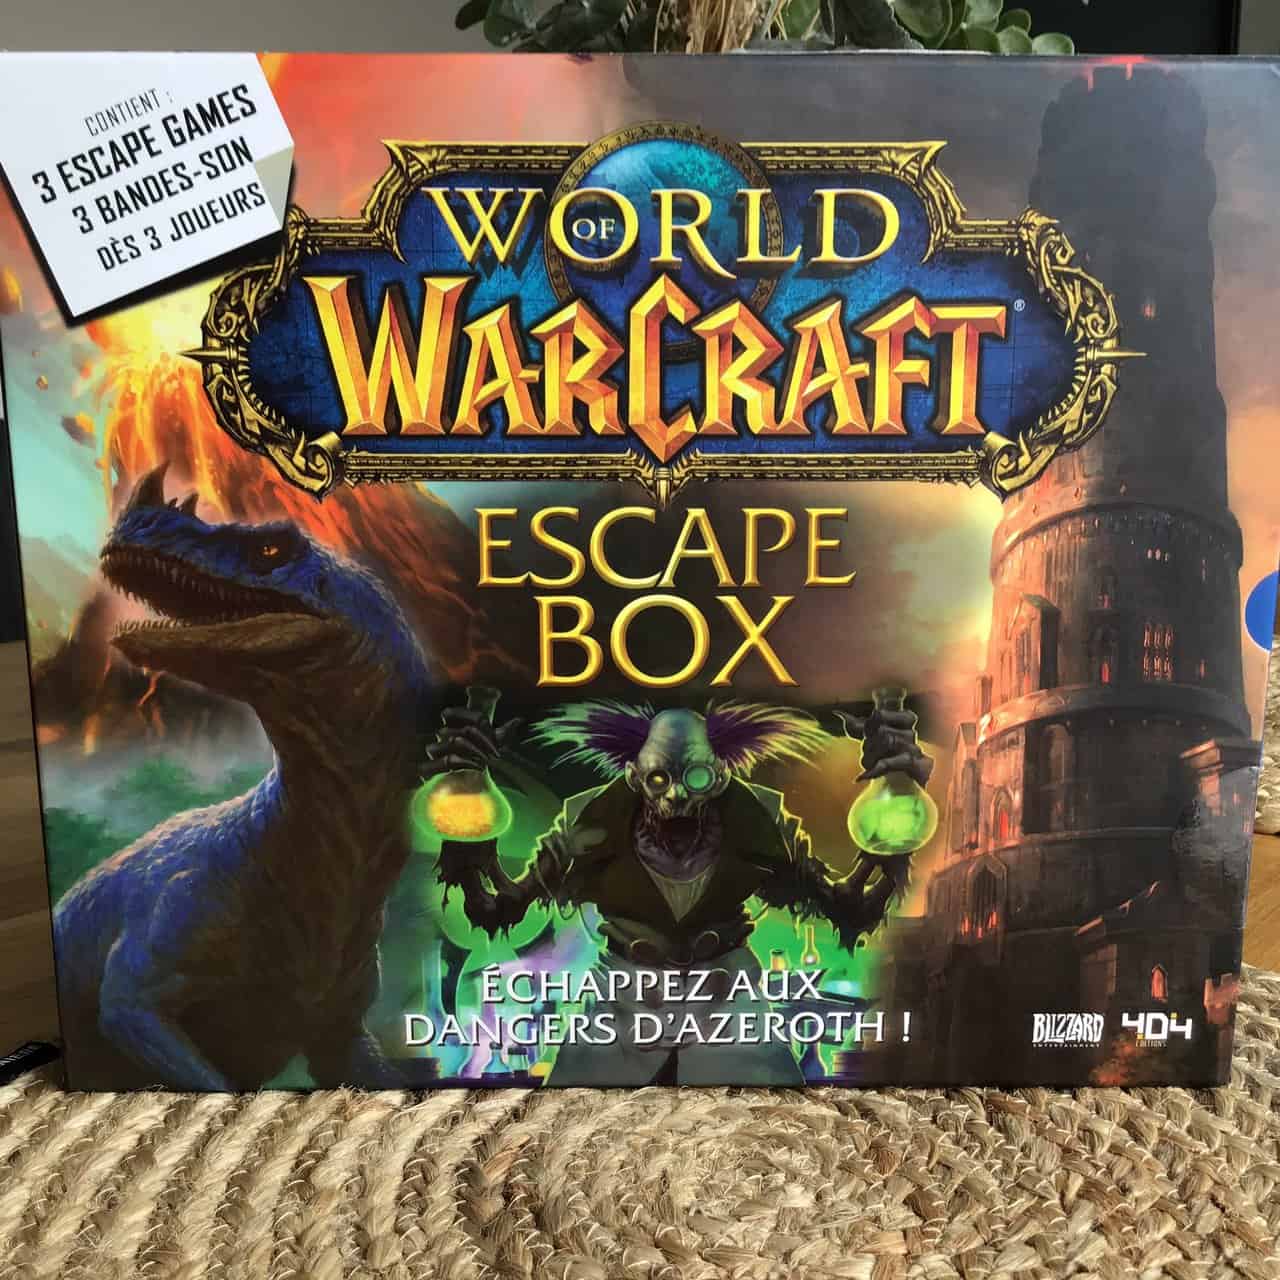 CONTIENT :
3 ESCAPE GAMES
3 BANDES-SON
DÈS 3 JOUEURS
WORLD
OF
WARCRAFT®
ESCAPE
BOX
ÉCHAPPEZ AUX
DANGERS D'AZEROTH !
BLIZZARD
ENTERTAINMENT
404
ÉDITIONS